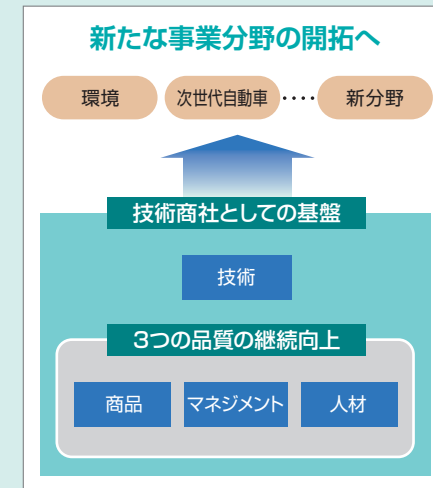 新たな事業分野の開拓へ
環境 次世代自動車 ‥‥ 新分野
技術商社としての基盤
技術
3つの品質の継続向上
商品 マネジメント 人材